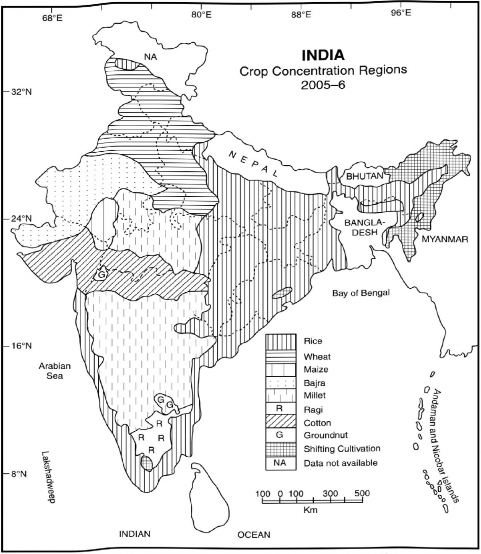 68°E
80°E
88°E
96°E
INDIA
Crop Concentration Regions
2005–6
NA
32°N
NEPAL
BHUTAN
24°N
BANGLA-
DESH
MYANMAR
G
Bay of Bengal
16°N
Arabian
Sea
Rice
Wheat
Maize
Bajra
Millet
R Ragi
Cotton
G Groundnut
Shifting Cultivation
NA Data not available
G
G
R
R
R
R
8°N
Lakshadweep
Andaman and Nicobar Islands
100 0 100 300 500
Km
INDIAN OCEAN